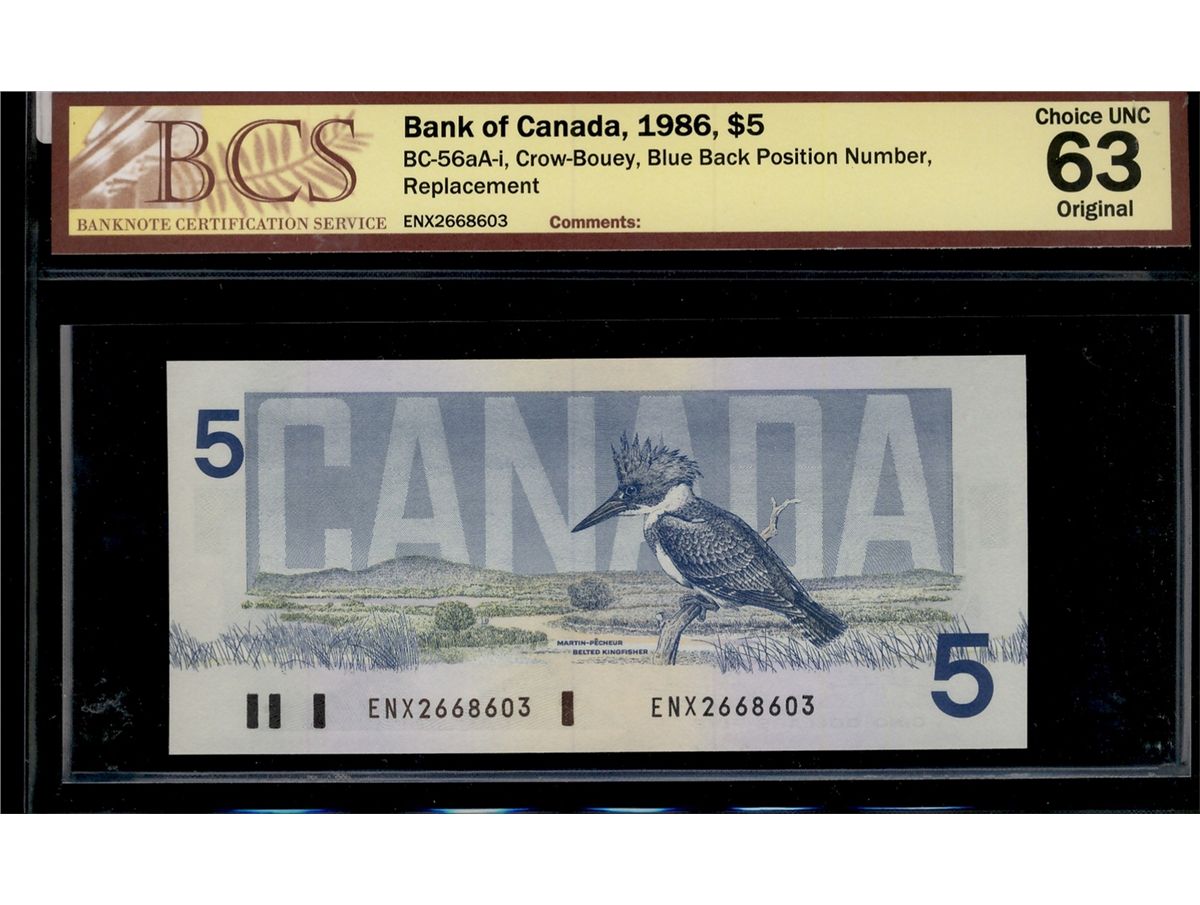 BCS
BANKNOTE CERTIFICATION SERVICE
Bank of Canada, 1986, $5
BC-56aA-i, Crow-Bouey, Blue Back Position Number,
Replacement
ENX2668603 Comments:
Choice UNC
63
Original
5
CANADA
MARTIN-PÊCHEUR
BELTED KINGFISHER
5
ENX2668603 ENX2668603